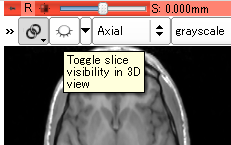 R S: 0.000mm
» Axial grayscale
Toggle slice
visibility in 3D
view